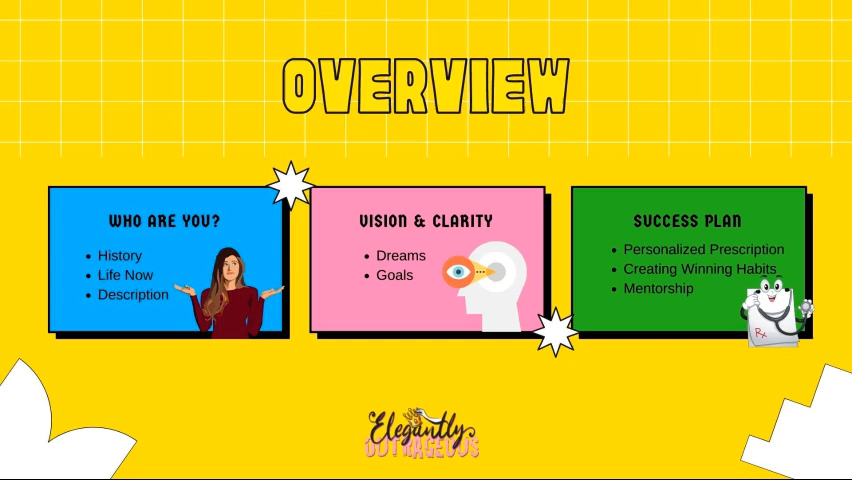 OVERVIEW
WHO ARE YOU?
History
Life Now
Description
VISION & CLARITY
Dreams
Goals
SUCCESS PLAN
Personalized Prescription
Creating Winning Habits
Mentorship
Rx
Elegantly
OUTRAGEOUS